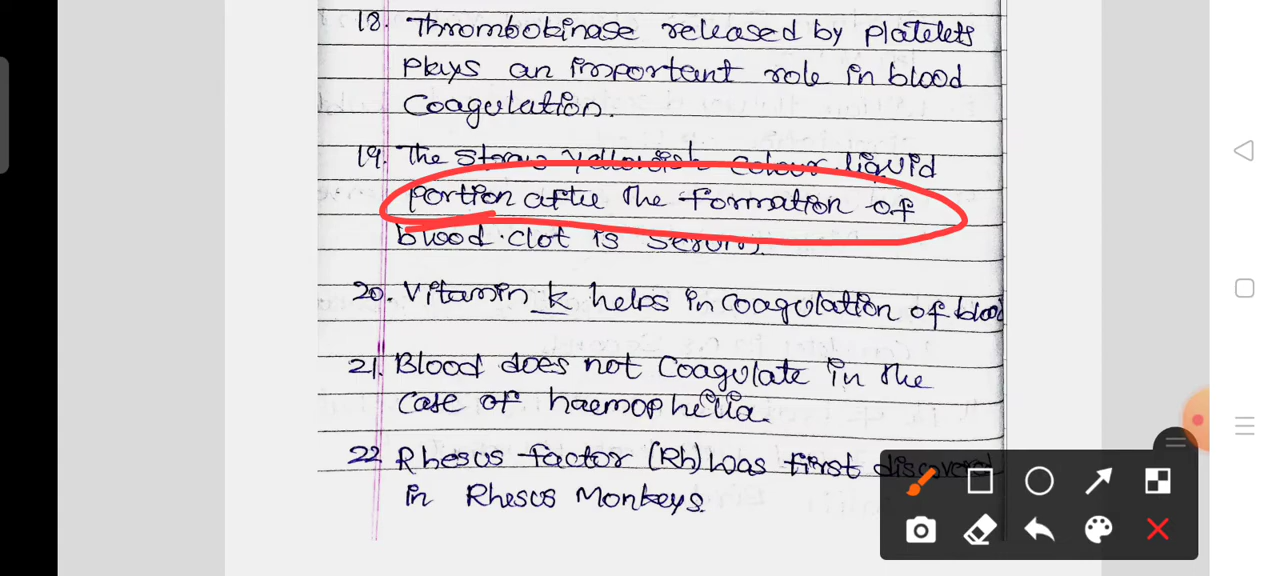 18. Thrombokinase released by platelets
plays an important role in blood
Coagulation.
19. The Straw yellowish colour liquid
portion after the formation of
blood clot is serum.
20. Vitamin k helps in coagulation of blood
21. Blood does not Coagulate in the
case of haemophelia.
22 Rhesus factor (Rh) was first discovered
in Rhesus Monkeys.